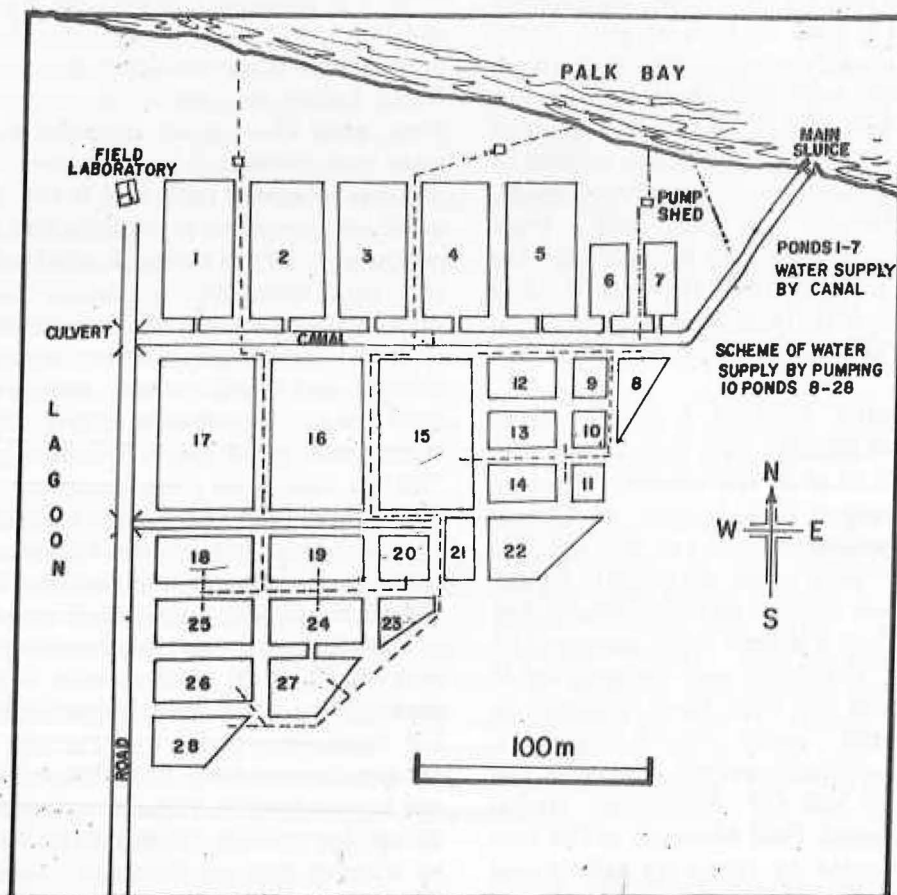 PALK BAY
MAIN
SLUICE
FIELD
LABORATORY
PUMP
SHED
1
2
3
4
5
6
7
PONDS 1-7
WATER SUPPLY
BY CANAL
CULVERT
CANAL
SCHEME OF WATER
SUPPLY BY PUMPING
10 PONDS 8-28
17
16
15
12
9
8
13
10
14
11
LAGOON
18
19
20
21
22
N
W E
S
25
24
23
26
27
28
ROAD
100m